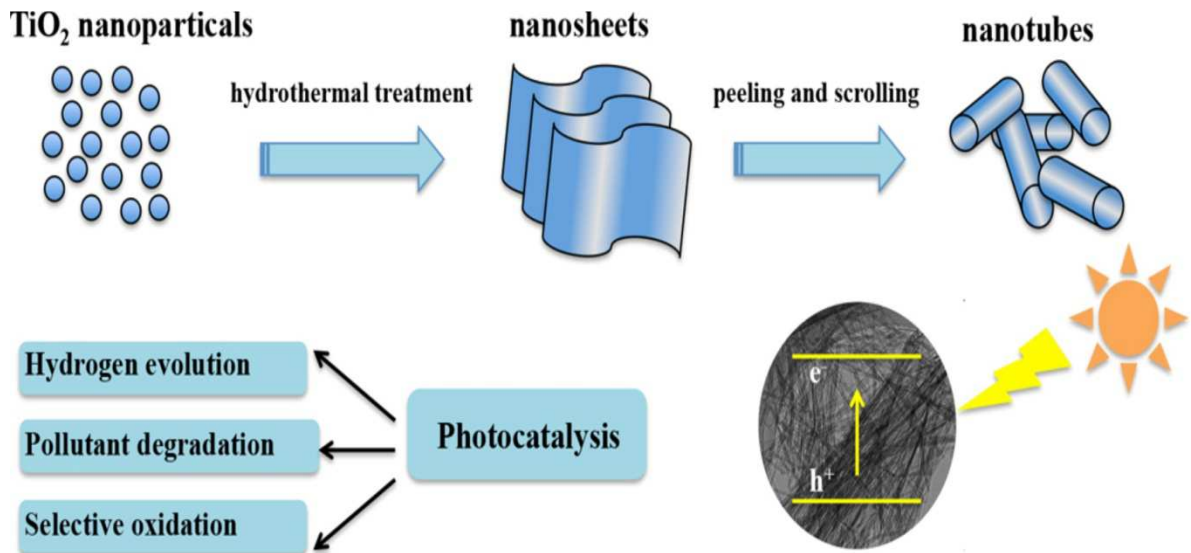 TiO₂ nanoparticals
nanosheets
nanotubes
hydrothermal treatment
peeling and scrolling
Hydrogen evolution
Pollutant degradation
Selective oxidation
Photocatalysis
e⁻
h⁺